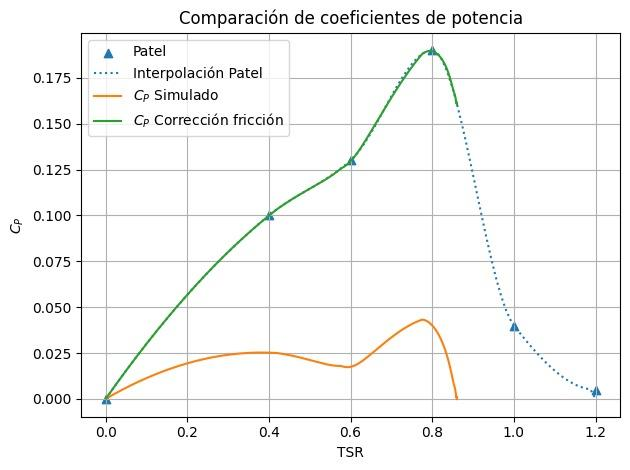 Comparación de coeficientes de potencia
Patel
Interpolación Patel
C_P Simulado
C_P Corrección fricción
0.175
0.150
0.125
0.100
0.075
0.050
0.025
0.000
C_P
0.0 0.2 0.4 0.6 0.8 1.0 1.2
TSR